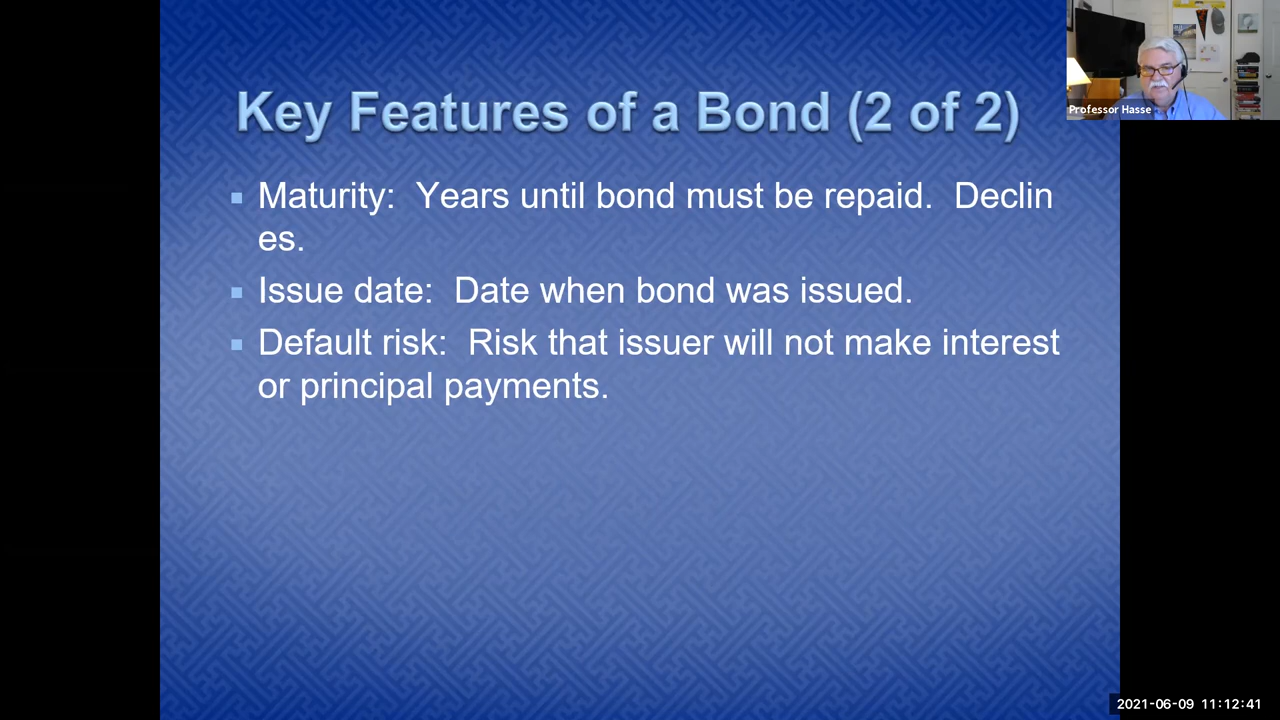 Key Features of a Bond (2 of 2)
Professor Hasse
Maturity:  Years until bond must be repaid.  Declin
es.
Issue date:  Date when bond was issued.
Default risk:  Risk that issuer will not make interest
or principal payments.
2021-06-09 11:12:41